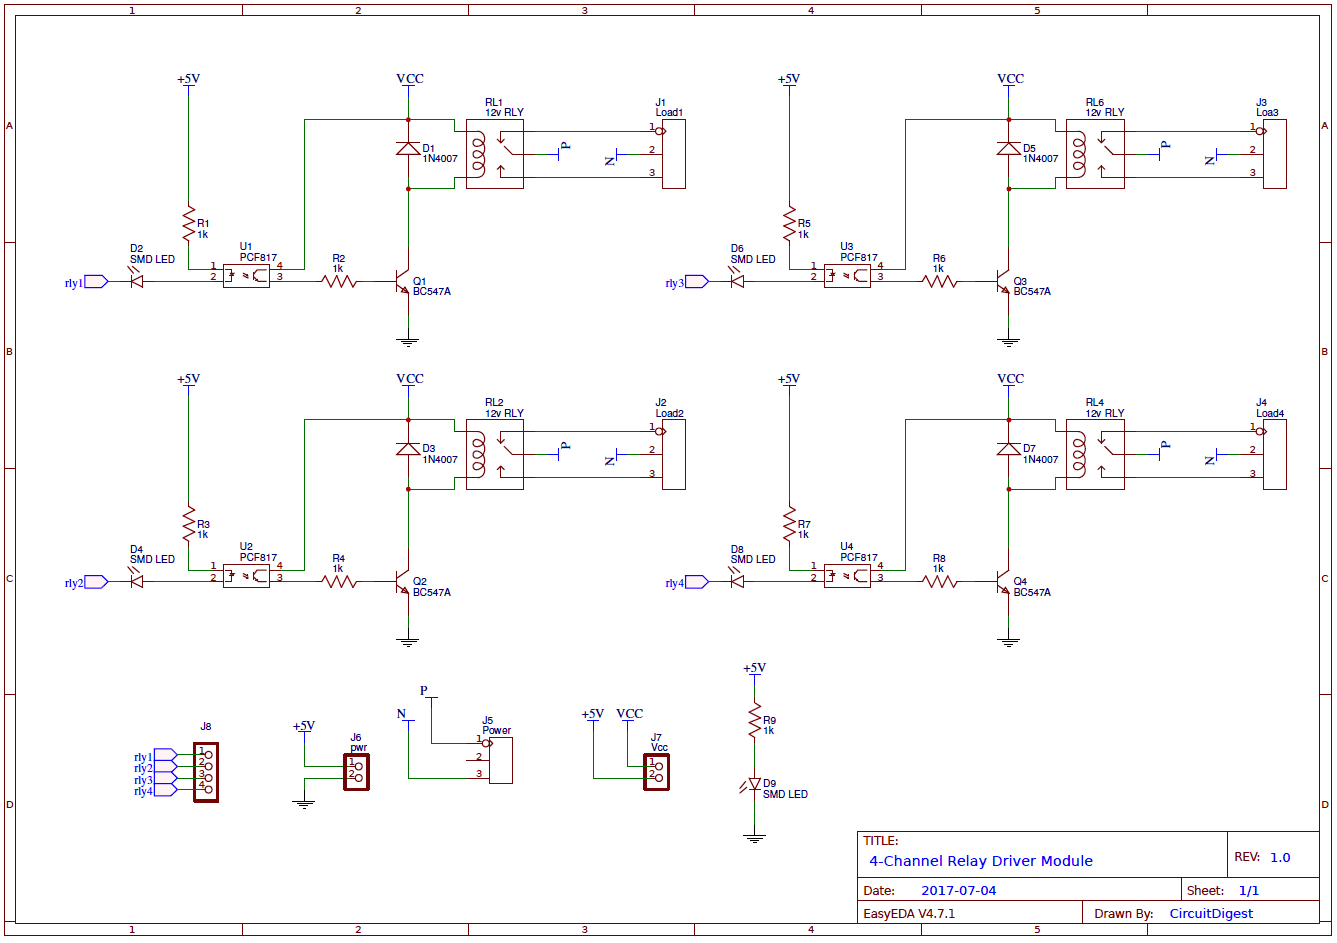 1 2 3 4 5
A A
B B
C C
D D
+5V
VCC
RL1
12v RLY
J1
Load1
1
2
3
P
N
D1
1N4007
R1
1k
D2
SMD LED
U1
PCF817
1
2
4
3
R2
1k
Q1
BC547A
rly1
+5V
VCC
RL6
12v RLY
J3
Loa3
1
2
3
P
N
D5
1N4007
R5
1k
D6
SMD LED
U3
PCF817
1
2
4
3
R6
1k
Q3
BC547A
rly3
+5V
VCC
RL2
12v RLY
J2
Load2
1
2
3
P
N
D3
1N4007
R3
1k
D4
SMD LED
U2
PCF817
1
2
4
3
R4
1k
Q2
BC547A
rly2
+5V
VCC
RL4
12v RLY
J4
Load4
1
2
3
P
N
D7
1N4007
R7
1k
D8
SMD LED
U4
PCF817
1
2
4
3
R8
1k
Q4
BC547A
rly4
J8
rly1 1
rly2 2
rly3 3
rly4 4
+5V
J6
pwr
1
2
P
N
J5
Power
1
2
3
+5V VCC
J7
Vcc
1
2
+5V
R9
1k
D9
SMD LED
TITLE:
4-Channel Relay Driver Module
REV: 1.0
Date: 2017-07-04
Sheet: 1/1
EasyEDA V4.7.1
Drawn By: CircuitDigest
1 2 3 4 5